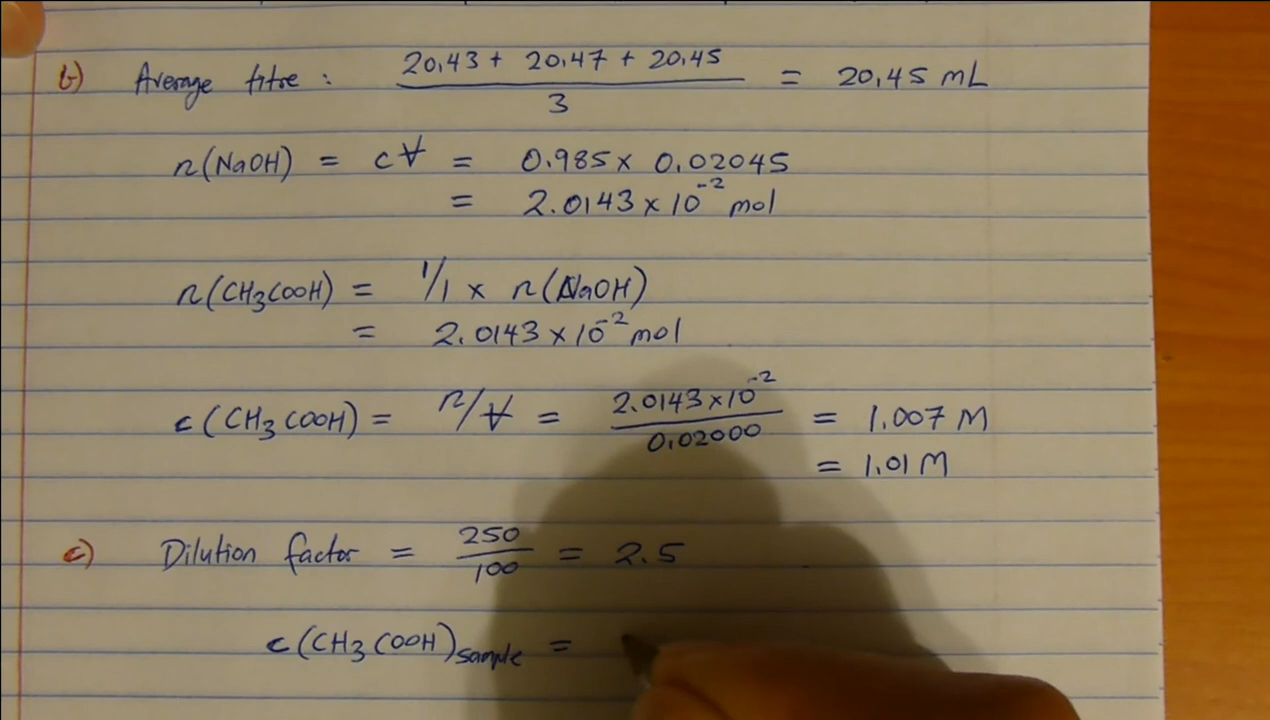 b) Average titre : 20.43 + 20.47 + 20.45 / 3 = 20.45 mL
n(NaOH) = cV = 0.985 x 0.02045
= 2.0143 x 10⁻² mol
n(CH3COOH) = 1/1 x n(NaOH)
= 2.0143 x 10⁻² mol
c(CH3COOH) = n/V = 2.0143 x 10⁻² / 0.02000 = 1.007 M
= 1.01 M
c) Dilution factor = 250 / 100 = 2.5
c(CH3COOH)sample =